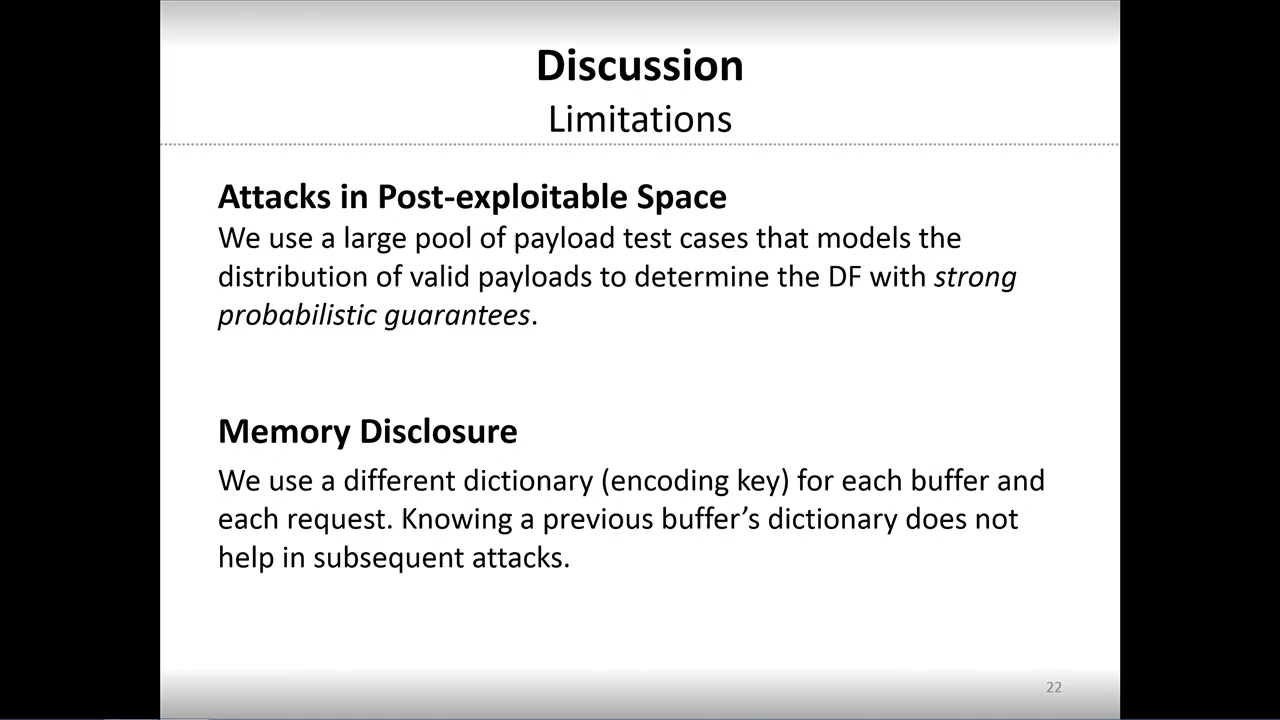 Discussion
Limitations
Attacks in Post-exploitable Space
We use a large pool of payload test cases that models the
distribution of valid payloads to determine the DF with strong
probabilistic guarantees.
Memory Disclosure
We use a different dictionary (encoding key) for each buffer and
each request. Knowing a previous buffer’s dictionary does not
help in subsequent attacks.
22